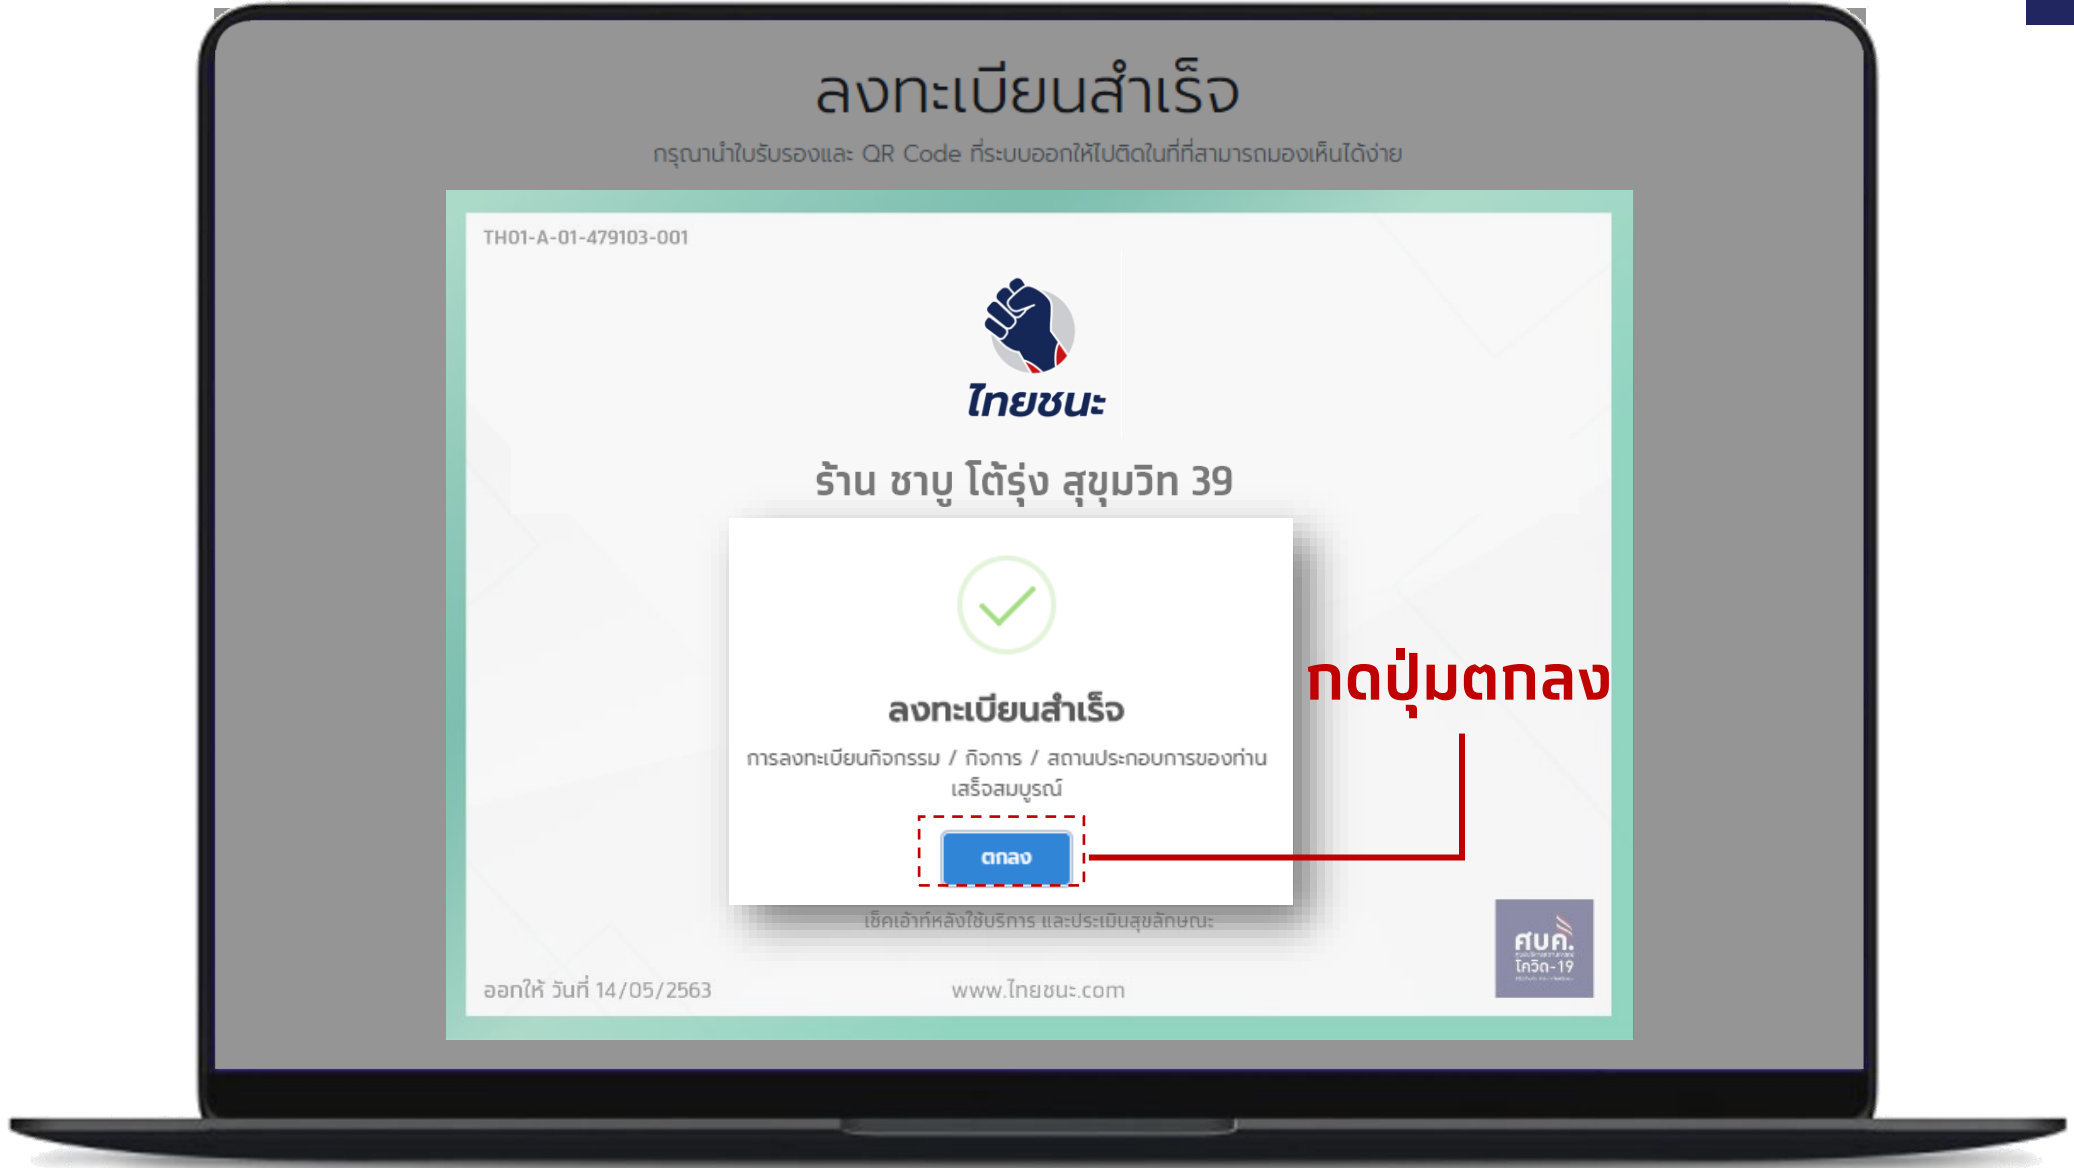 ลงทะเบียนสำเร็จ
กรุณานำใบรับรองและ QR Code ที่ระบบออกให้ไปติดในที่ที่สามารถมองเห็นได้ง่าย
TH01-A-01-479103-001
ไทยชนะ
ร้าน ชาบู โต้รุ่ง สุขุมวิท 39
ลงทะเบียนสำเร็จ
การลงทะเบียนกิจกรรม / กิจการ / สถานประกอบการของท่าน
เสร็จสมบูรณ์
ตกลง
กดปุ่มตกลง
เช็คเอ้าท์หลังใช้บริการ และประเมินสุขลักษณะ
ศบค.
โควิด-19
ออกให้ วันที่ 14/05/2563
www.ไทยชนะ.com